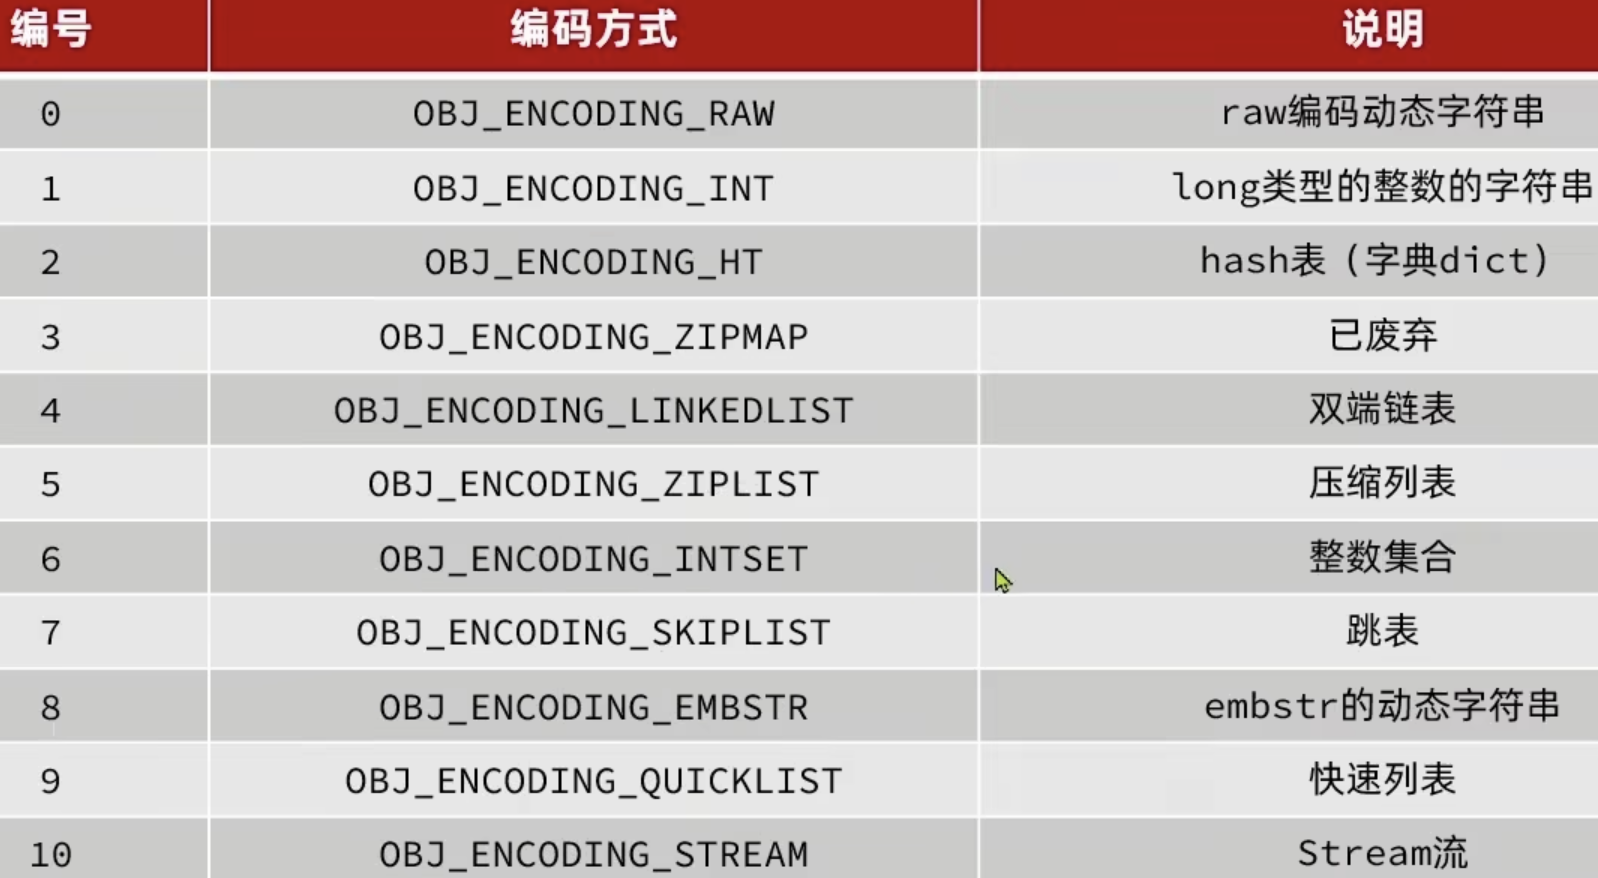 编号 编码方式 说明
0 OBJ_ENCODING_RAW raw编码动态字符串
1 OBJ_ENCODING_INT long类型的整数的字符串
2 OBJ_ENCODING_HT hash表（字典dict）
3 OBJ_ENCODING_ZIPMAP 已废弃
4 OBJ_ENCODING_LINKEDLIST 双端链表
5 OBJ_ENCODING_ZIPLIST 压缩列表
6 OBJ_ENCODING_INTSET 整数集合
7 OBJ_ENCODING_SKIPLIST 跳表
8 OBJ_ENCODING_EMBSTR embstr的动态字符串
9 OBJ_ENCODING_QUICKLIST 快速列表
10 OBJ_ENCODING_STREAM Stream流